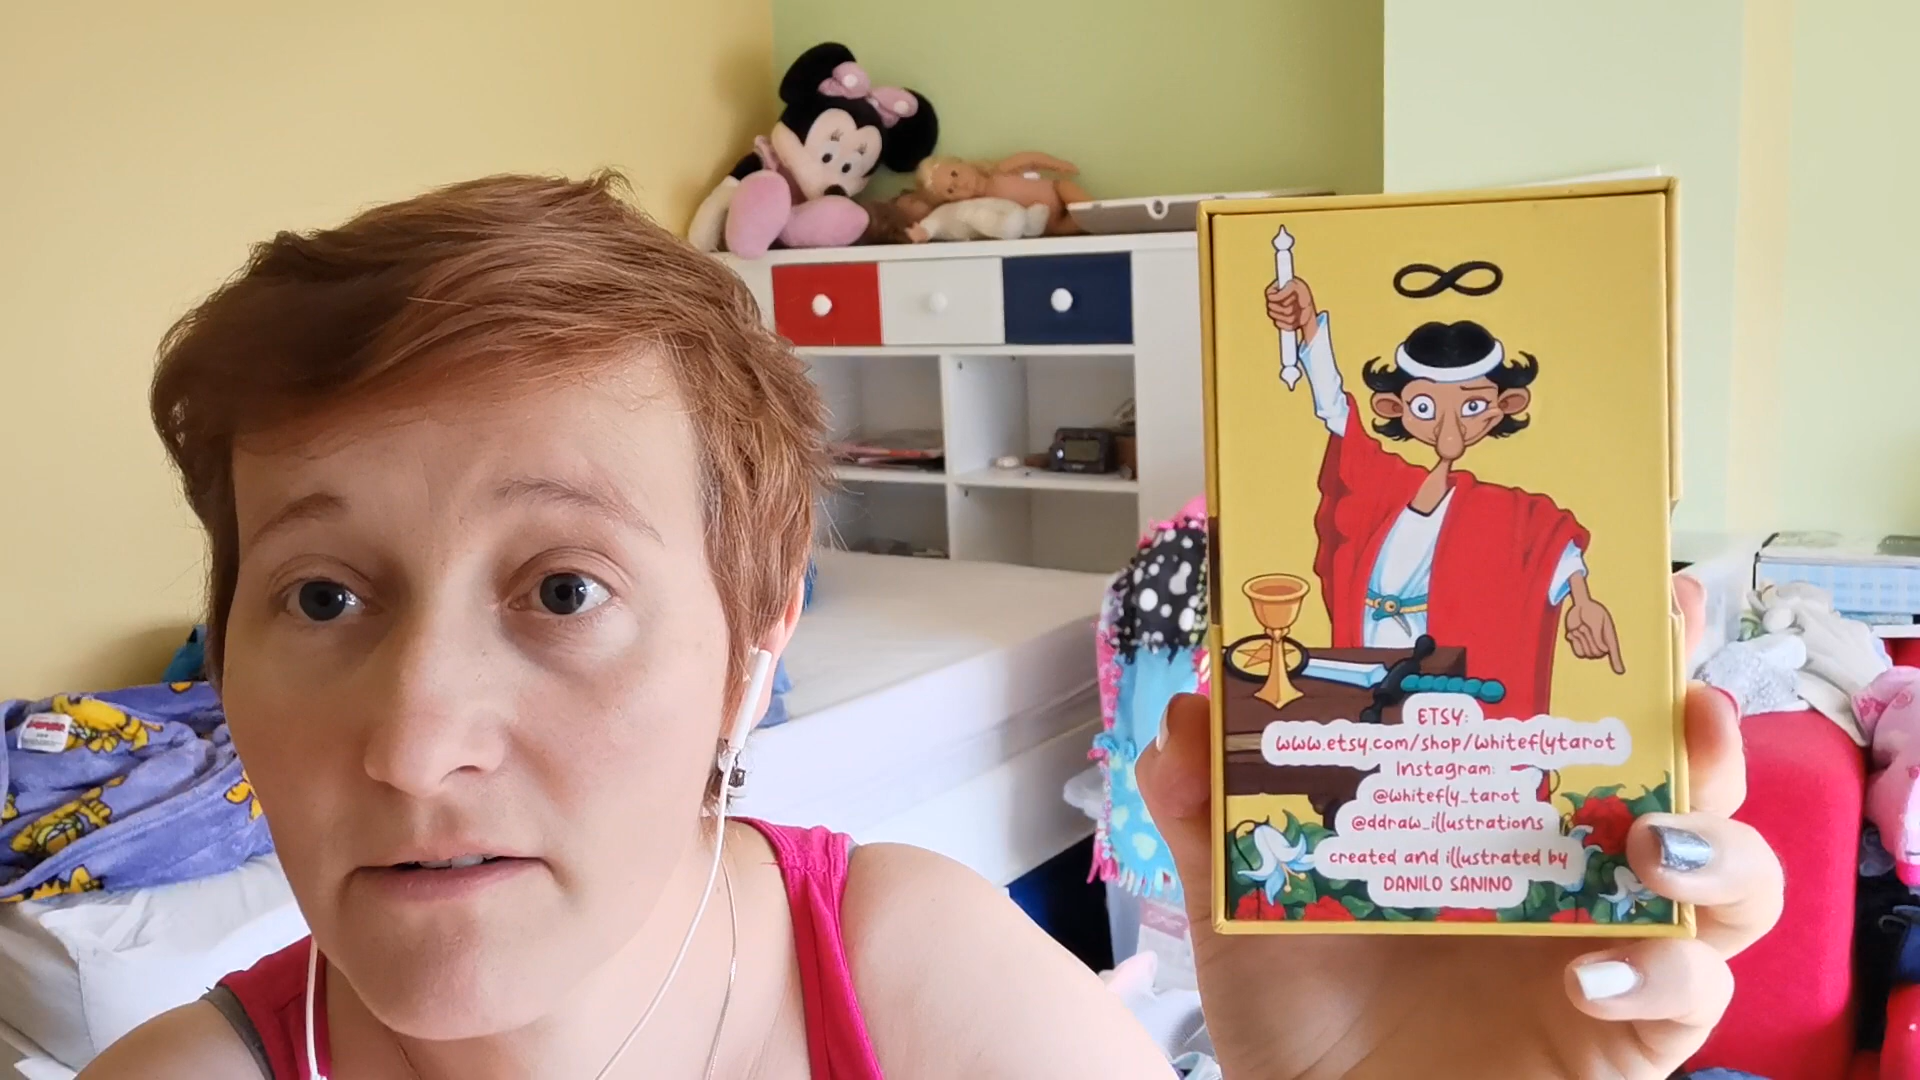 ETSY:
www.etsy.com/shop/whiteflytarot
Instagram:
@whitefly_tarot
@ddraw_illustrations
created and illustrated by
DANILO SANINO